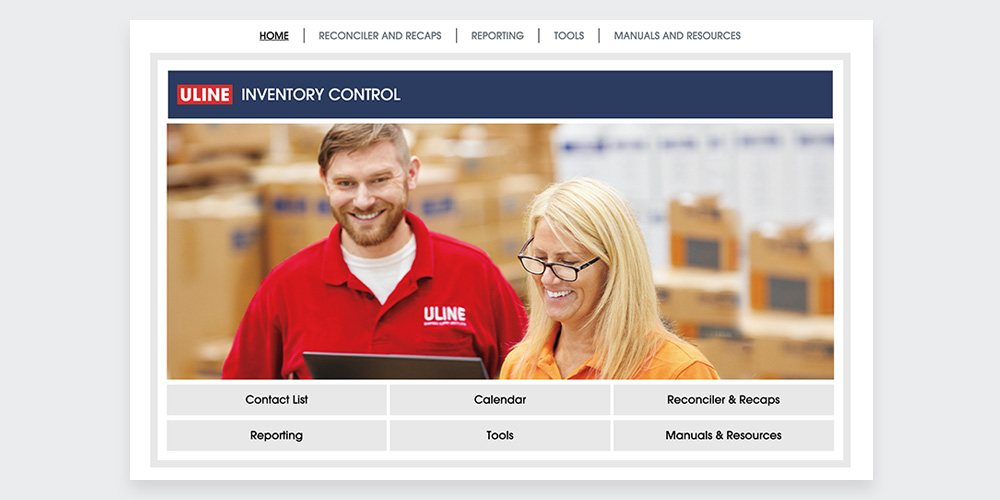 HOME | RECONCILER AND RECAPS | REPORTING | TOOLS | MANUALS AND RESOURCES
ULINE INVENTORY CONTROL
ULINE
Contact List Calendar Reconciler & Recaps
Reporting Tools Manuals & Resources